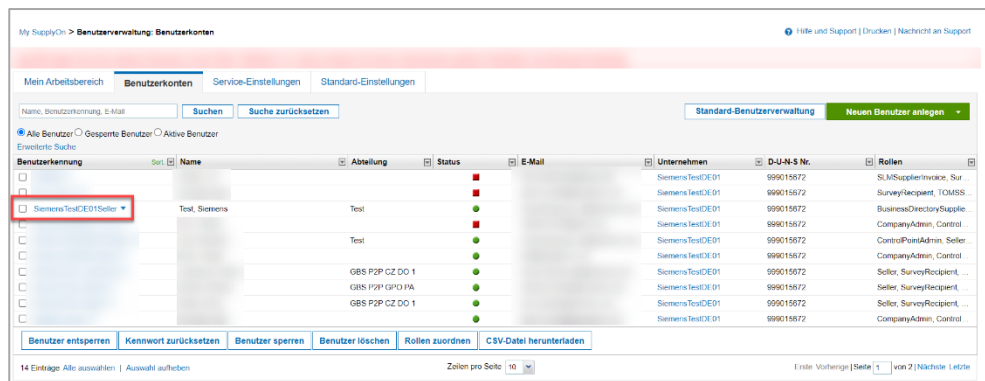 My SupplyOn > Benutzerverwaltung: Benutzerkonten
Hilfe und Support | Drucken | Nachricht an Support
Mein Arbeitsbereich Benutzerkonten Service-Einstellungen Standard-Einstellungen
Name, Benutzerkennung, E-Mail Suchen Suche zurücksetzen Standard-Benutzerverwaltung Neuen Benutzer anlegen
Alle Benutzer Gesperrte Benutzer Aktive Benutzer
Erweiterte Suche
Benutzerkennung Sort. Name Abteilung Status E-Mail Unternehmen D-U-N-S Nr. Rollen
SiemensTestDE01 999015672 SLMSupplierInvoice, Sur...
SiemensTestDE01 999015672 SurveyRecipient, TOMSS...
SiemensTestDE01Seller Test, Siemens Test SiemensTestDE01 999015672 BusinessDirectorySupplie...
SiemensTestDE01 999015672 CompanyAdmin, Control...
Test SiemensTestDE01 999015672 ControlPointAdmin, Seller...
SiemensTestDE01 999015672 CompanyAdmin, Control...
GBS P2P CZ DO 1 SiemensTestDE01 999015672 Seller, SurveyRecipient, ...
GBS P2P GPO PA SiemensTestDE01 999015672 Seller, SurveyRecipient, ...
GBS P2P CZ DO 1 SiemensTestDE01 999015672 Seller, SurveyRecipient, ...
SiemensTestDE01 999015672 CompanyAdmin, Control...
Benutzer entsperren Kennwort zurücksetzen Benutzer sperren Benutzer löschen Rollen zuordnen CSV-Datei herunterladen
14 Einträge Alle auswählen | Auswahl aufheben Zeilen pro Seite 10 Erste Vorherige | Seite 1 von 2 | Nächste Letzte